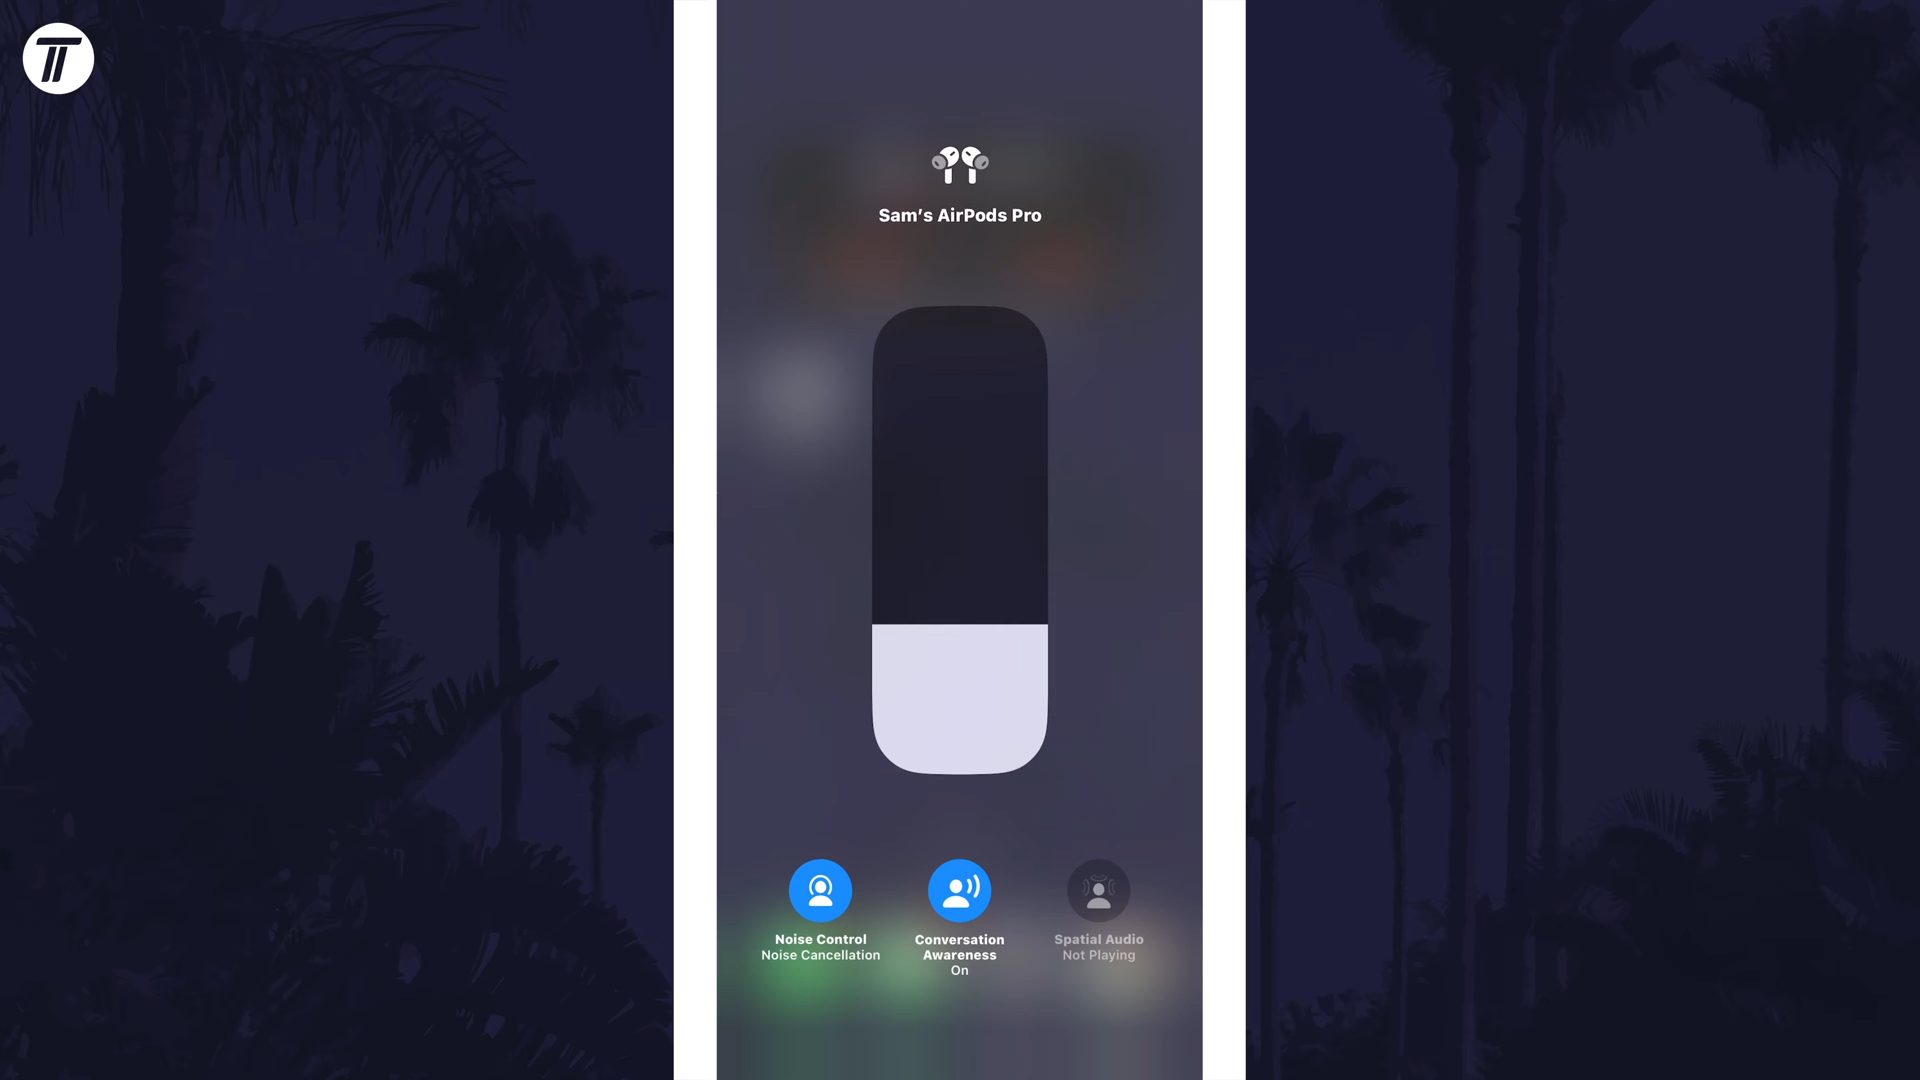 Sam’s AirPods Pro
Noise Control
Noise Cancellation
Conversation
Awareness
On
Spatial Audio
Not Playing